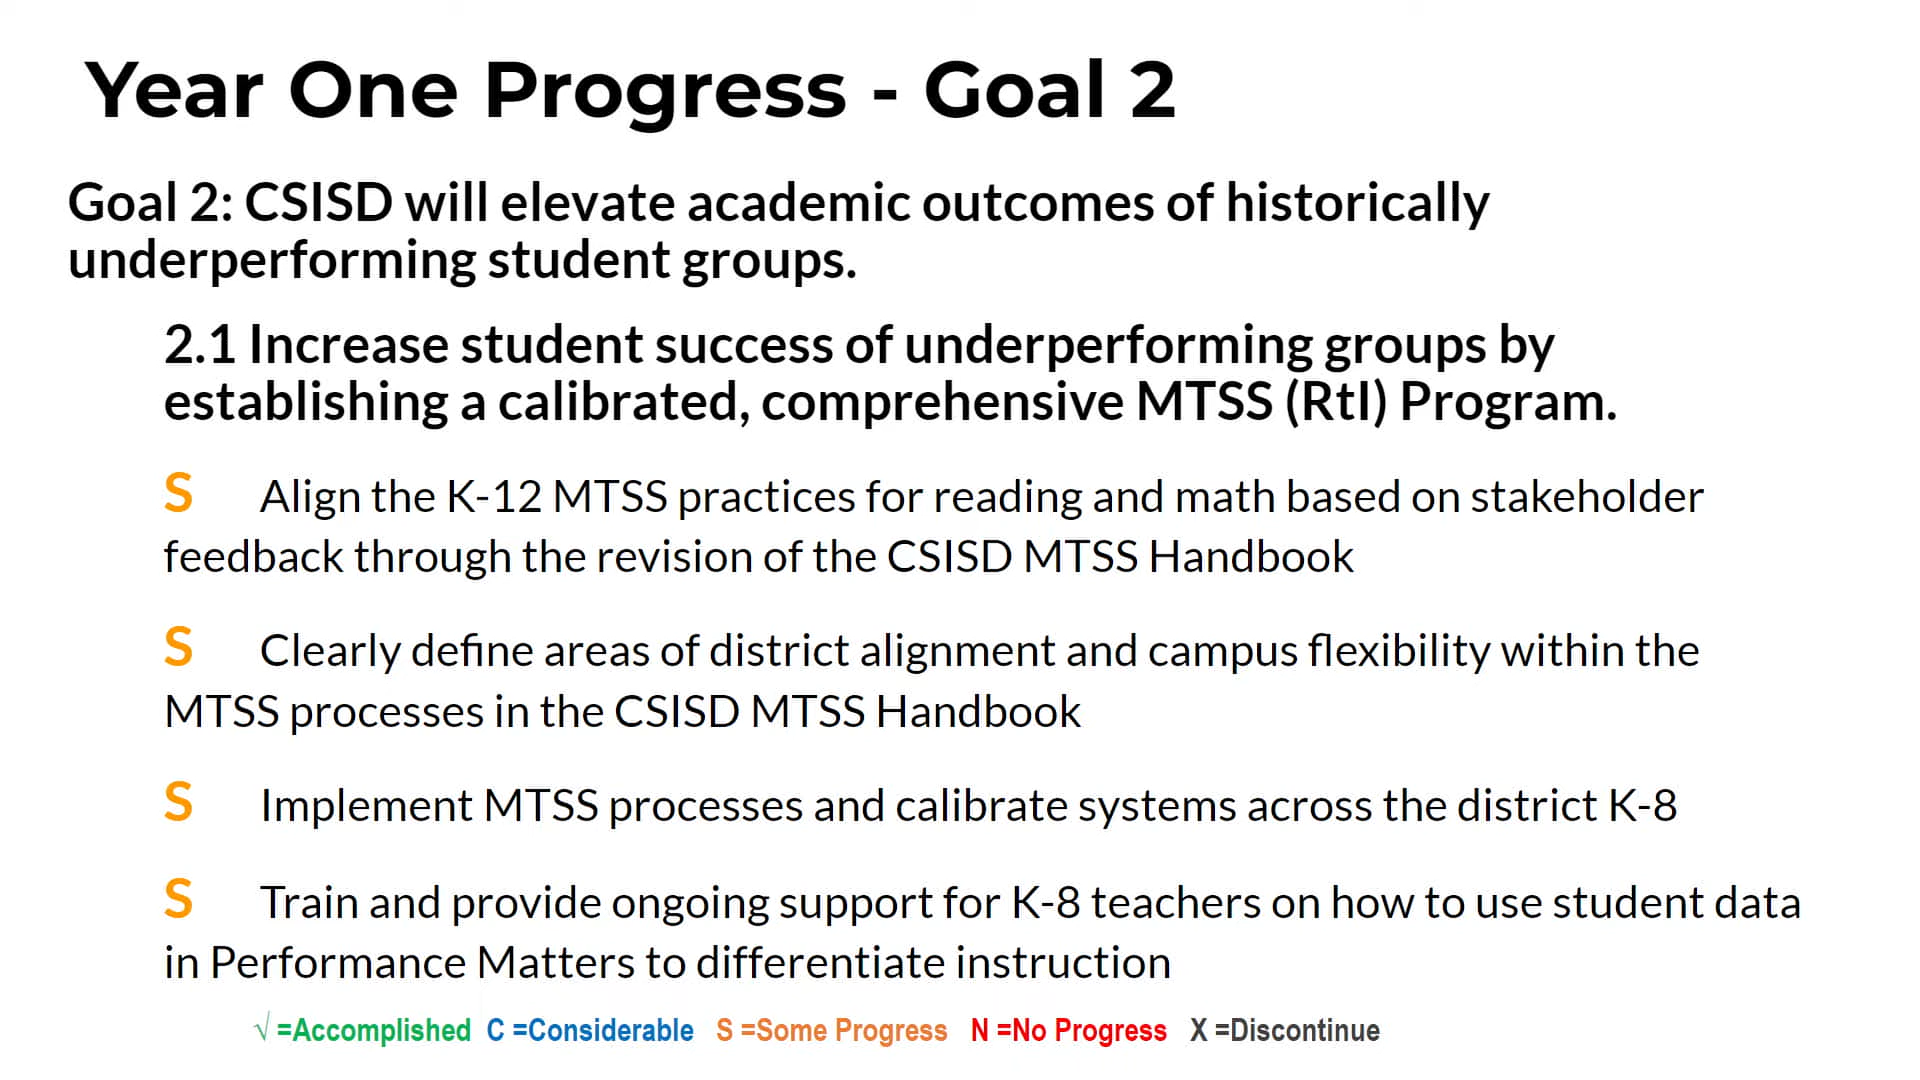 Year One Progress - Goal 2
Goal 2: CSISD will elevate academic outcomes of historically
underperforming student groups.
2.1 Increase student success of underperforming groups by
establishing a calibrated, comprehensive MTSS (RtI) Program.
S Align the K-12 MTSS practices for reading and math based on stakeholder
feedback through the revision of the CSISD MTSS Handbook
S Clearly define areas of district alignment and campus flexibility within the
MTSS processes in the CSISD MTSS Handbook
S Implement MTSS processes and calibrate systems across the district K-8
S Train and provide ongoing support for K-8 teachers on how to use student data
in Performance Matters to differentiate instruction
√ =Accomplished C =Considerable S =Some Progress N =No Progress X =Discontinue